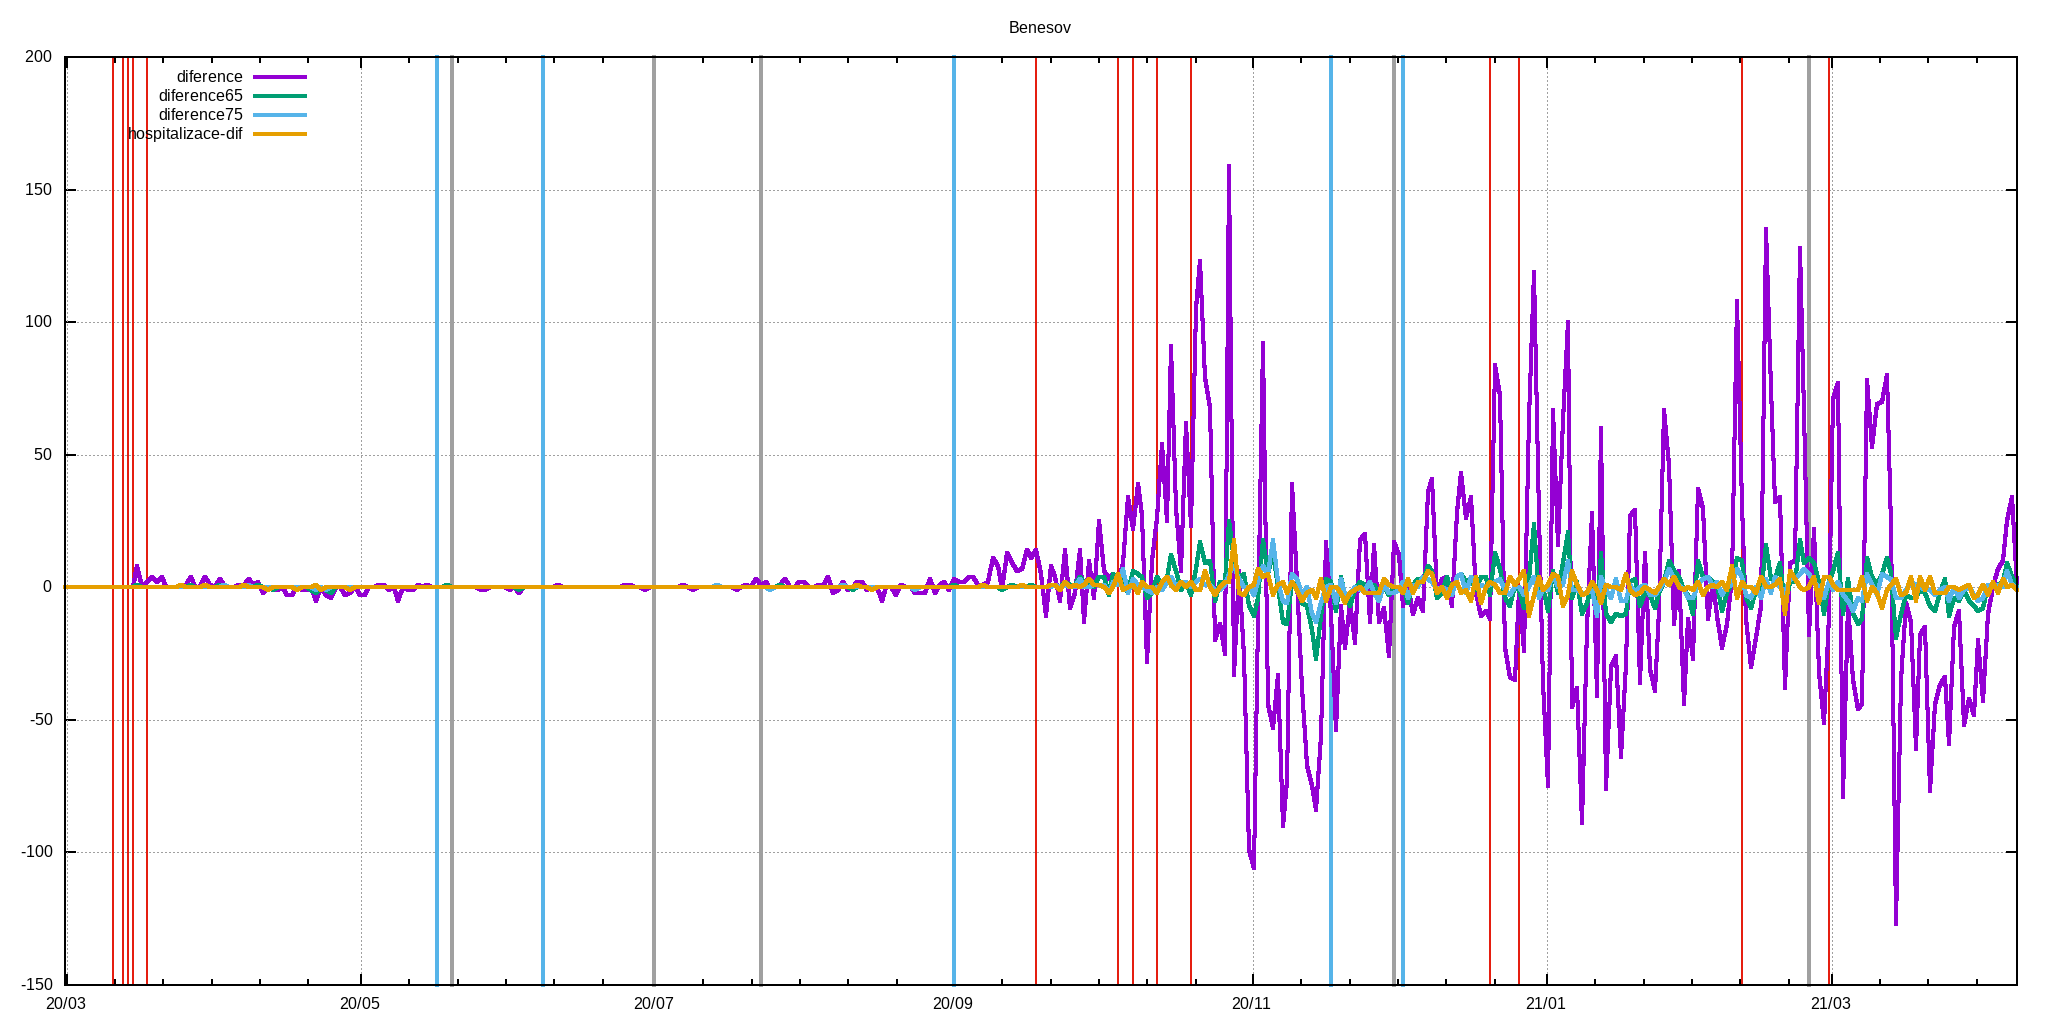 Benesov
200
150
100
50
0
-50
-100
-150
diference
diference65
diference75
hospitalizace-dif
20/03 20/05 20/07 20/09 20/11 21/01 21/03